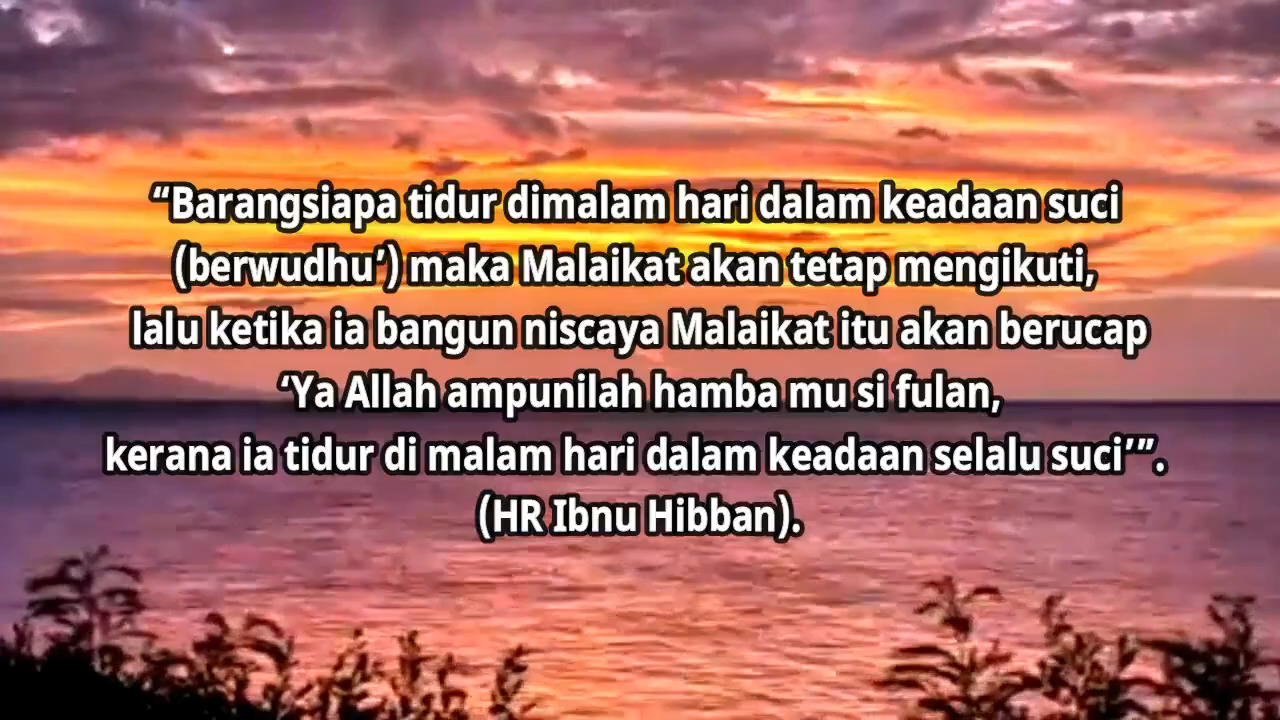 “Barangsiapa tidur dimalam hari dalam keadaan suci
(berwudhu’) maka Malaikat akan tetap mengikuti,
lalu ketika ia bangun niscaya Malaikat itu akan berucap
‘Ya Allah ampunilah hamba mu si fulan,
kerana ia tidur di malam hari dalam keadaan selalu suci’”.
(HR Ibnu Hibban).